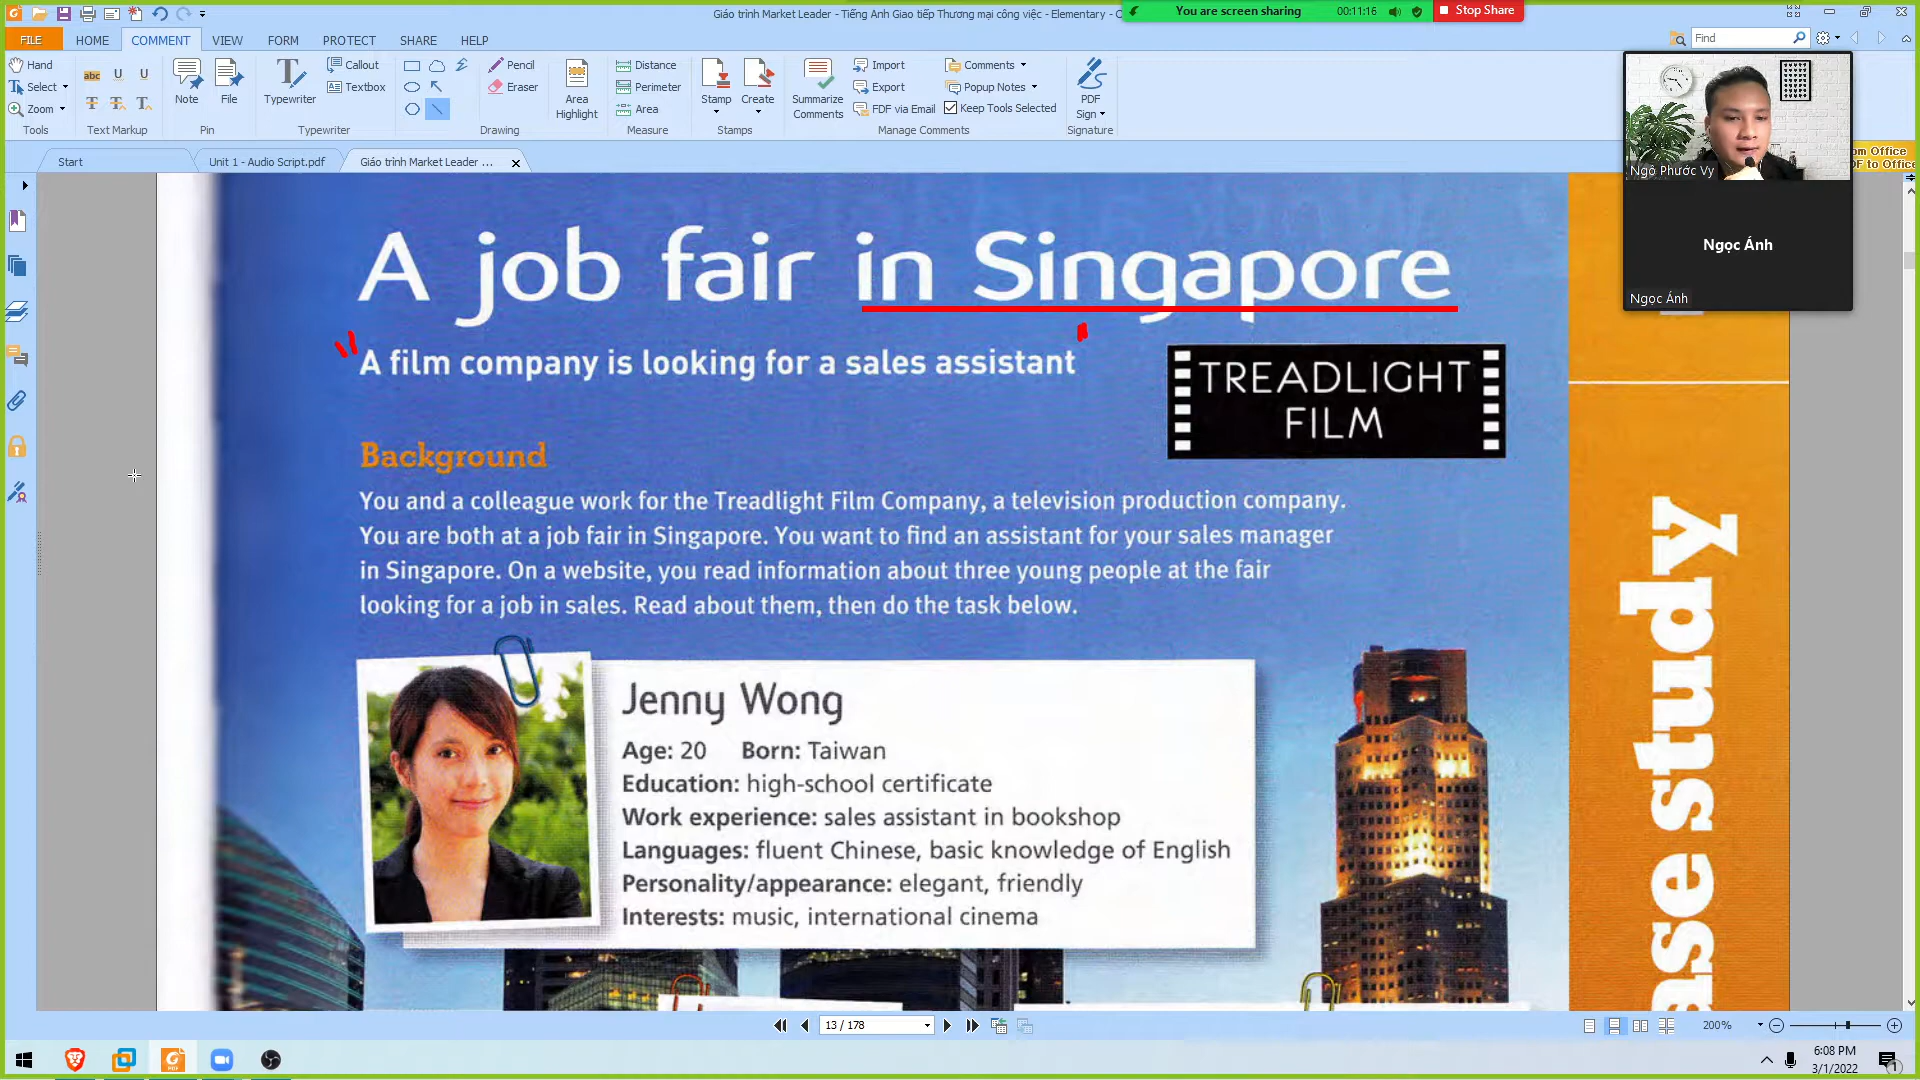 Giáo trình Market Leader - Tiếng Anh Giao tiếp Thương mại công việc - Elementary - C
You are screen sharing 00:11:16 Stop Share
FILE HOME COMMENT VIEW FORM PROTECT SHARE HELP
Find
Hand
Select
Zoom
Tools
abc U U
T T T
Text Markup
Note
File
Pin
Typewriter
Callout
Textbox
Typewriter
Pencil
Eraser
Drawing
Area
Highlight
Distance
Perimeter
Area
Measure
Stamp
Create
Stamps
Summarize
Comments
Import
Export
FDF via Email
Comments
Popup Notes
Keep Tools Selected
Manage Comments
PDF
Sign
Signature
Start
Unit 1 - Audio Script.pdf
Giáo trình Market Leader ...
om Office
DF to Office
Ngô Phước Vy
Ngọc Ánh
Ngọc Ánh
A job fair in Singapore
A film company is looking for a sales assistant
TREADLIGHT
FILM
Background
You and a colleague work for the Treadlight Film Company, a television production company.
You are both at a job fair in Singapore. You want to find an assistant for your sales manager
in Singapore. On a website, you read information about three young people at the fair
looking for a job in sales. Read about them, then do the task below.
Jenny Wong
Age: 20 Born: Taiwan
Education: high-school certificate
Work experience: sales assistant in bookshop
Languages: fluent Chinese, basic knowledge of English
Personality/appearance: elegant, friendly
Interests: music, international cinema
ase study
13 / 178
200%
6:08 PM
3/1/2022